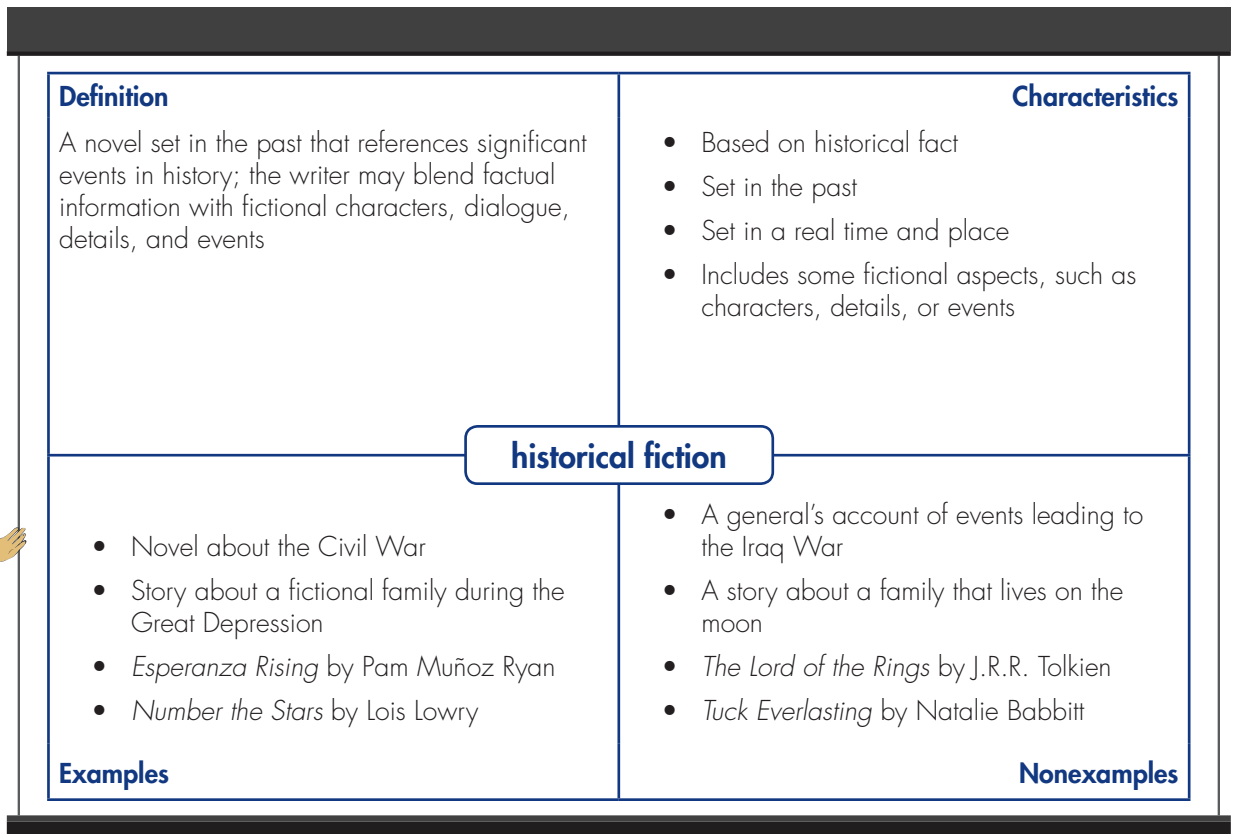 Definition
A novel set in the past that references significant
events in history; the writer may blend factual
information with fictional characters, dialogue,
details, and events
Characteristics
• Based on historical fact
• Set in the past
• Set in a real time and place
• Includes some fictional aspects, such as
characters, details, or events
historical fiction
• Novel about the Civil War
• Story about a fictional family during the
Great Depression
• Esperanza Rising by Pam Muñoz Ryan
• Number the Stars by Lois Lowry
Examples
• A general’s account of events leading to
the Iraq War
• A story about a family that lives on the
moon
• The Lord of the Rings by J.R.R. Tolkien
• Tuck Everlasting by Natalie Babbitt
Nonexamples